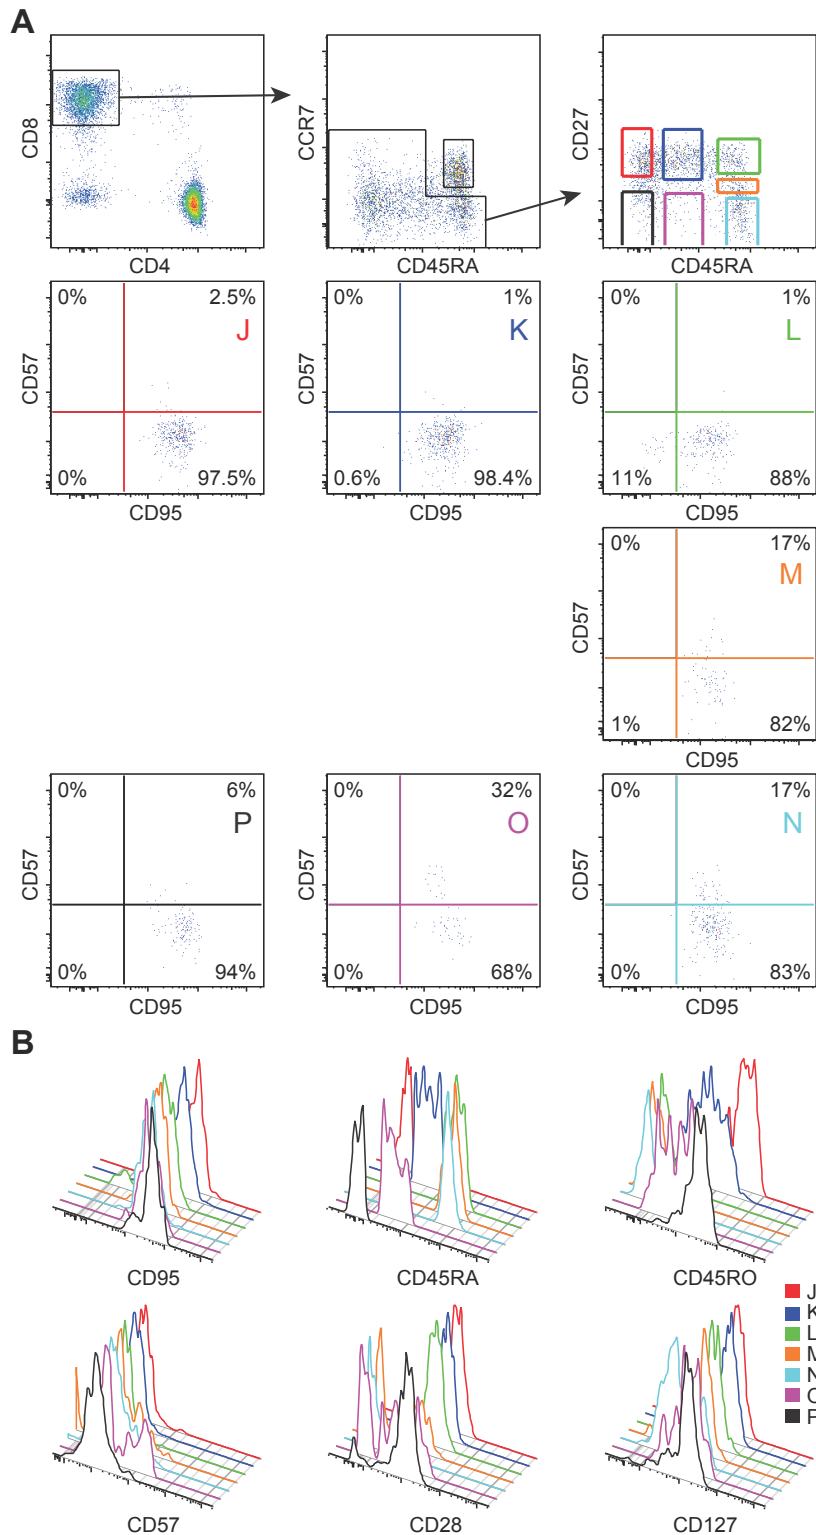 A
CD8
CD4
CCR7
CD45RA
CD27
CD45RA
0% 2.5%
J
CD57
0% 97.5%
CD95
0% 1%
K
CD57
0.6% 98.4%
CD95
0% 1%
L
CD57
11% 88%
CD95
0% 17%
M
CD57
1% 82%
CD95
0% 6%
P
CD57
0% 94%
CD95
0% 32%
O
CD57
0% 68%
CD95
0% 17%
N
CD57
0% 83%
CD95
B
CD95
CD45RA
CD45RO
J
K
L
M
N
O
P
CD57
CD28
CD127